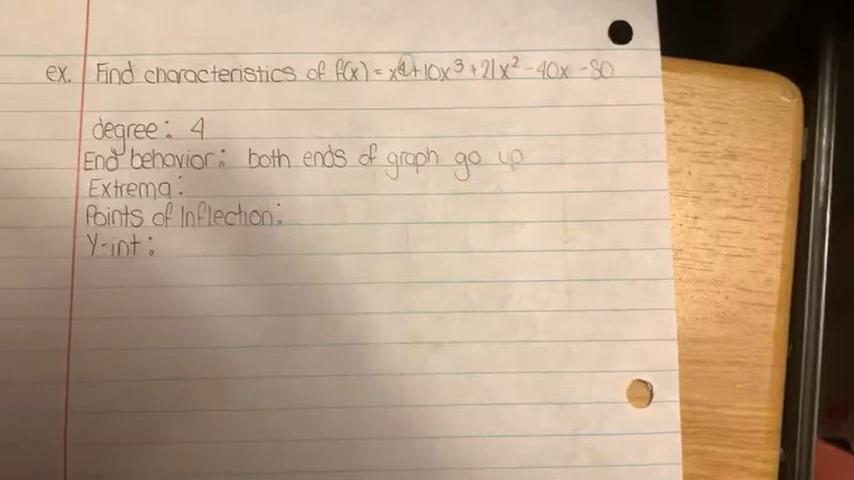 ex. Find characteristics of f(x) = x⁴+10x³+21x²-40x-80
degree: 4
End behavior: both ends of graph go up
Extrema:
Points of Inflection:
Y-int: